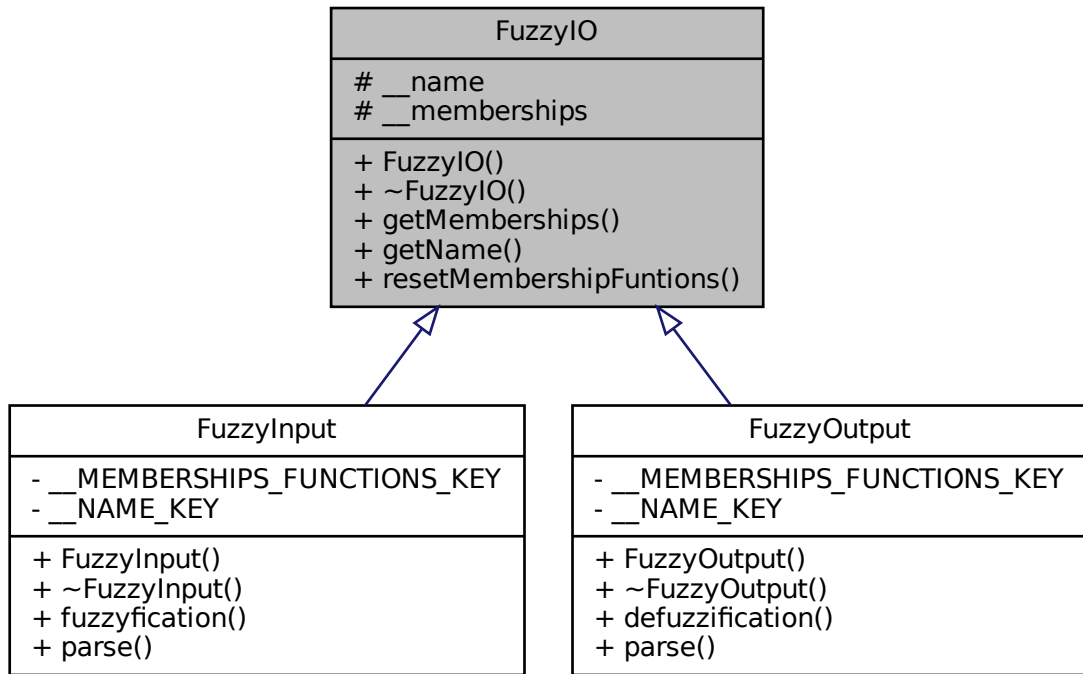 FuzzyIO
# __name
# __memberships
+ FuzzyIO()
+ ~FuzzyIO()
+ getMemberships()
+ getName()
+ resetMembershipFuntions()
FuzzyInput
- __MEMBERSHIPS_FUNCTIONS_KEY
- __NAME_KEY
+ FuzzyInput()
+ ~FuzzyInput()
+ fuzzyfication()
+ parse()
FuzzyOutput
- __MEMBERSHIPS_FUNCTIONS_KEY
- __NAME_KEY
+ FuzzyOutput()
+ ~FuzzyOutput()
+ defuzzification()
+ parse()